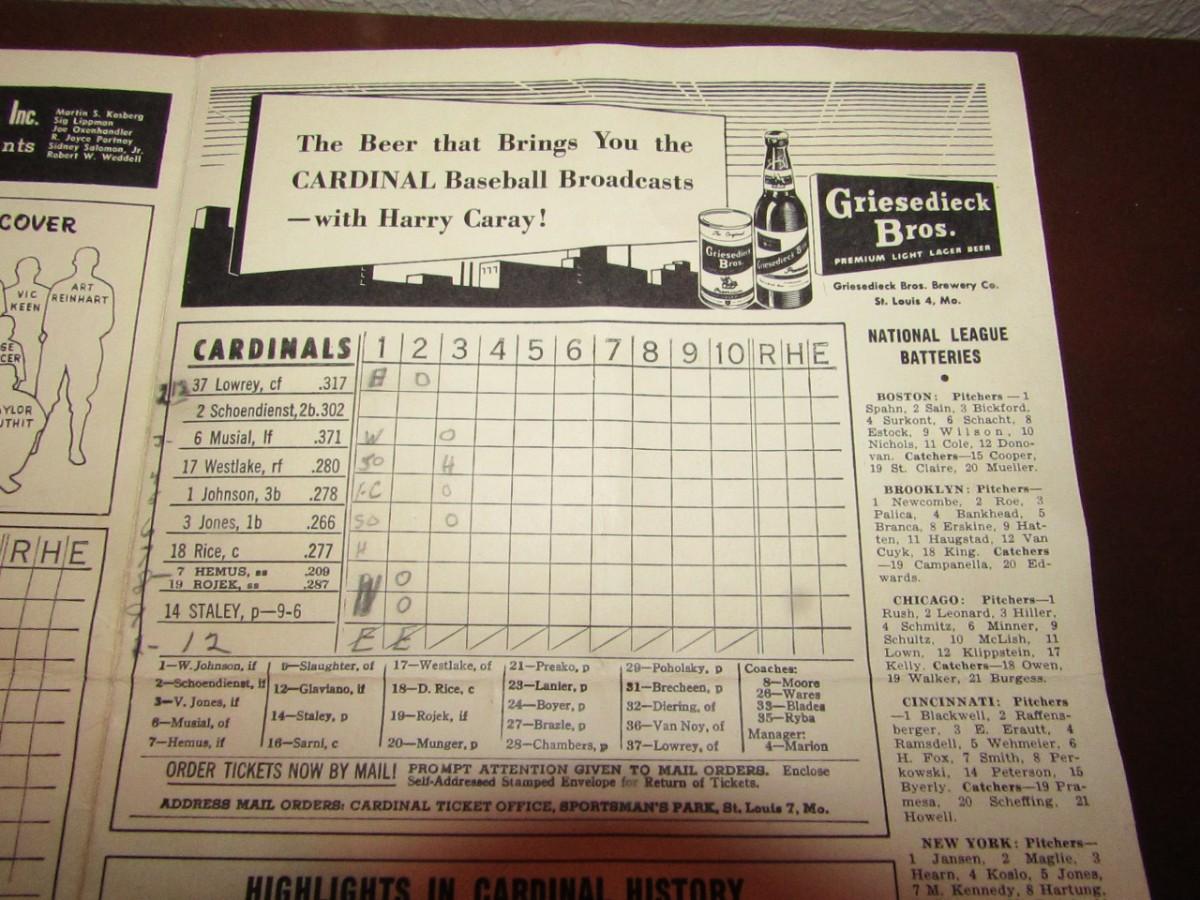 Inc.
nts
Martin S. Kosberg
Sig Lippman
Joe Oxenhandler
R. Joyce Portnoy
Sidney Salomon, Jr.
Robert W. Weddell
COVER
VIC KEEN
ART REINHART
R H E
The Beer that Brings You the
CARDINAL Baseball Broadcasts
—with Harry Caray!
The Original
Griesedieck
Bros.
Griesedieck Bros.
Griesedieck
Bros.
PREMIUM LIGHT LAGER BEER
Griesedieck Bros. Brewery Co.
St. Louis 4, Mo.
CARDINALS 1 2 3 4 5 6 7 8 9 10 R H E
37 Lowrey, cf .317 O
2 Schoendienst, 2b .302
6 Musial, lf .371 W O
17 Westlake, rf .280 SO H
1 Johnson, 3b .278 O
3 Jones, 1b .266 SO O
18 Rice, c .277 H
7 HEMUS, ss .209
19 ROJEK, ss .287 O
14 STALEY, p—9-6 O
12 E E
1—W. Johnson, if
2—Schoendienst, if
3—V. Jones, if
6—Musial, of
7—Hemus, if
9—Slaughter, of
12—Glaviano, if
14—Staley, p
16—Sarni, c
17—Westlake, of
18—D. Rice, c
19—Rojek, if
20—Munger, p
21—Presko, p
23—Lanier, p
24—Boyer, p
27—Brazle, p
28—Chambers, p
29—Poholsky, p
31—Brecheen, p
32—Diering, of
36—Van Noy, of
37—Lowrey, of
Coaches:
8—Moore
26—Wares
33—Blades
35—Ryba
Manager:
4—Marion
ORDER TICKETS NOW BY MAIL! PROMPT ATTENTION GIVEN TO MAIL ORDERS. Enclose
Self-Addressed Stamped Envelope for Return of Tickets.
ADDRESS MAIL ORDERS: CARDINAL TICKET OFFICE, SPORTSMAN'S PARK, St. Louis 7, Mo.
HIGHLIGHTS IN CARDINAL HISTORY
NATIONAL LEAGUE
BATTERIES
BOSTON: Pitchers—1
Spahn, 2 Sain, 3 Bickford,
4 Surkont, 6 Schacht, 8
Estock, 9 Wilson, 10
Nichols, 11 Cole, 12 Dono-
van. Catchers—15 Cooper,
19 St. Claire, 20 Mueller.
BROOKLYN: Pitchers—
1 Newcombe, 2 Roe, 3
Palica, 4 Bankhead, 5
Branca, 8 Erskine, 9 Hat-
ten, 11 Haugstad, 12 Van
Cuyk, 18 King. Catchers
—19 Campanella, 20 Ed-
wards.
CHICAGO: Pitchers—1
Rush, 2 Leonard, 3 Hiller,
4 Schmitz, 6 Minner, 9
Schultz, 10 McLish, 11
Lown, 12 Klippstein, 17
Kelly. Catchers—18 Owen,
19 Walker, 21 Burgess.
CINCINNATI: Pitchers
—1 Blackwell, 2 Raffens-
berger, 3 E. Erautt, 4
Ramsdell, 5 Wehmeier, 6
H. Fox, 7 Smith, 8 Per-
kowski, 14 Peterson, 15
Byerly. Catchers—19 Pra-
mesa, 20 Scheffing, 21
Howell.
NEW YORK: Pitchers—
1 Jansen, 2 Maglie, 3
Hearn, 4 Koslo, 5 Jones,
7 M. Kennedy, 8 Hartung,